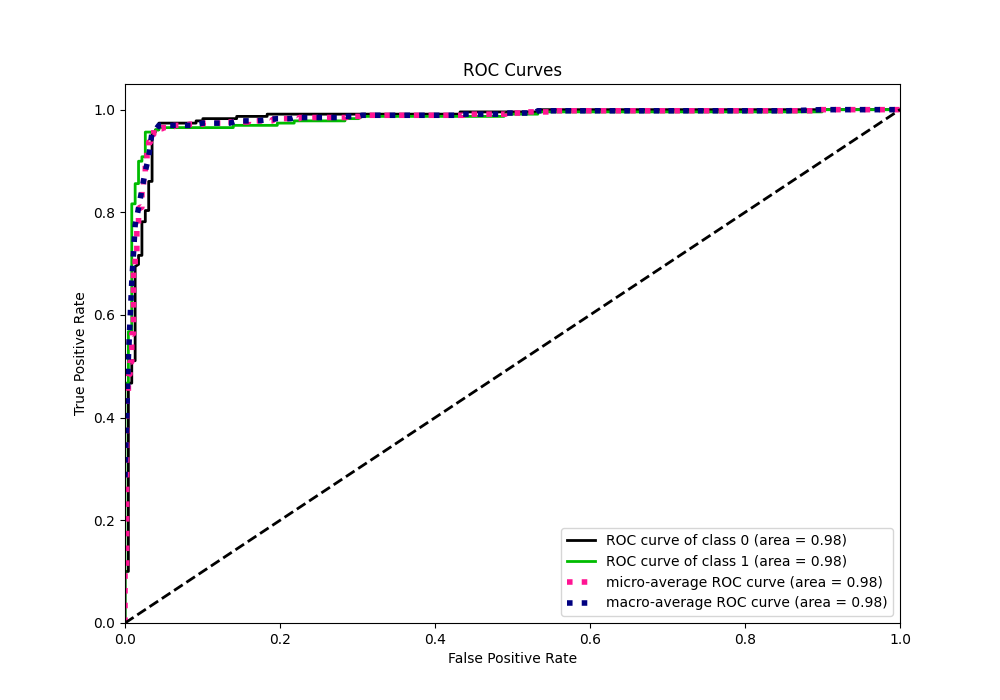 ROC Curves
1.0
0.8
0.6
0.4
0.2
0.0
True Positive Rate
ROC curve of class 0 (area = 0.98)
ROC curve of class 1 (area = 0.98)
micro-average ROC curve (area = 0.98)
macro-average ROC curve (area = 0.98)
0.0 0.2 0.4 0.6 0.8 1.0
False Positive Rate